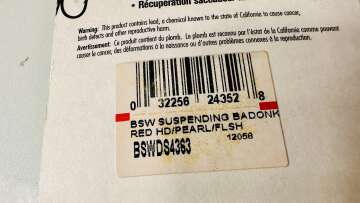 • Récupération saccadée
Warning: This product contains lead, a chemical known to the state of California to cause cancer,
birth defects and other reproductive harm.
Avertissement: Ce produit contient du plomb. Le plomb est reconnu par l'état de la Californie comme pouvant
causer le cancer, des déformations à la naissance ou d'autres problèmes connexes à la reproduction.
0 32256 24352 8
BSW SUSPENDING BADONK
RED HD/PEARL/FLSH
12058
BSWDS4363